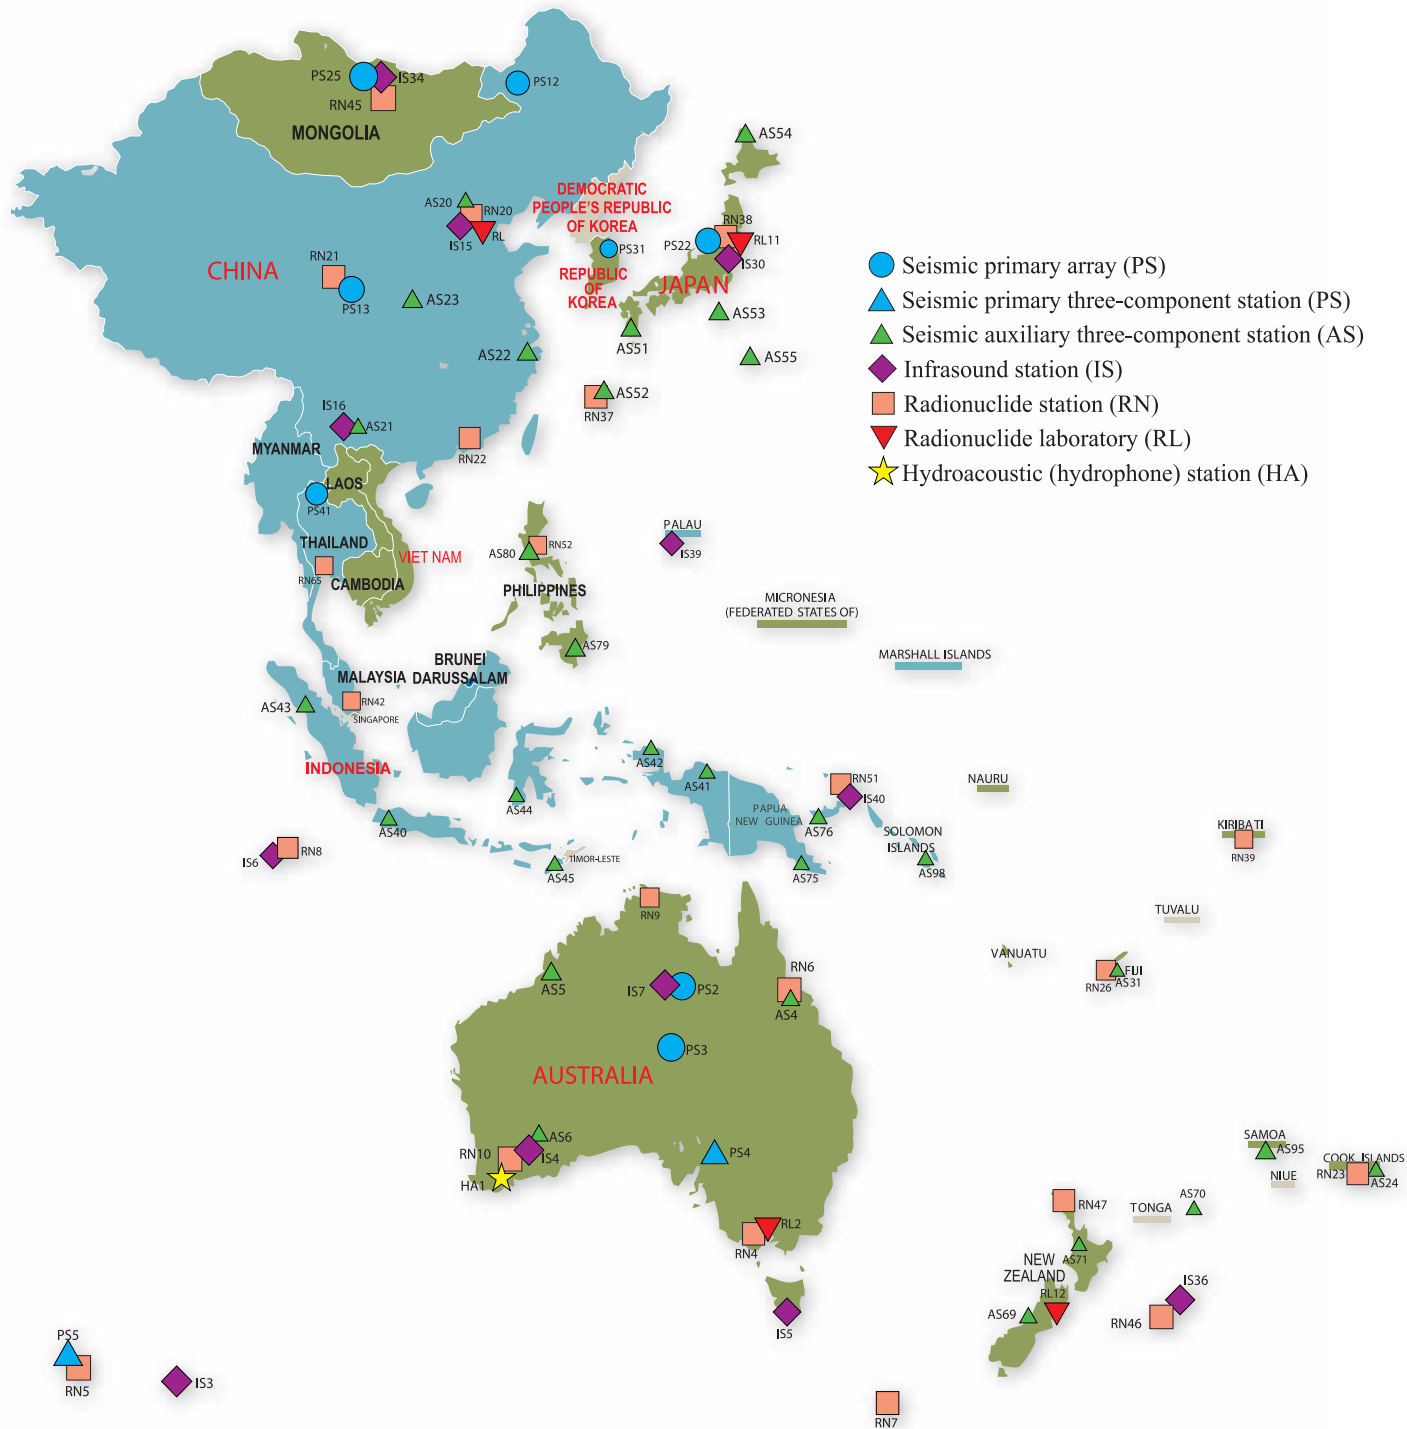 PS25
IS34
PS12
RN45
MONGOLIA
AS54
DEMOCRATIC
PEOPLE'S REPUBLIC
OF KOREA
AS20
RN20
IS15
RL
RN38
PS22
RL11
IS30
PS31
REPUBLIC
OF
KOREA
JAPAN
RN21
CHINA
PS13
AS23
AS53
AS51
AS22
AS55
AS52
RN37
Seismic primary array (PS)
Seismic primary three-component station (PS)
Seismic auxiliary three-component station (AS)
Infrasound station (IS)
Radionuclide station (RN)
Radionuclide laboratory (RL)
Hydroacoustic (hydrophone) station (HA)
IS16
AS21
RN22
MYANMAR
LAOS
PS41
THAILAND
VIET NAM
RN65
CAMBODIA
AS80
RN52
PHILIPPINES
AS79
PALAU
IS39
MICRONESIA
(FEDERATED STATES OF)
MARSHALL ISLANDS
BRUNEI
DARUSSALAM
MALAYSIA
RN42
SINGAPORE
AS43
INDONESIA
AS42
AS41
AS44
AS40
PAPUA
NEW GUINEA
RN51
IS40
AS76
SOLOMON
ISLANDS
AS98
NAURU
KIRIBATI
RN39
IS6
RN8
TIMOR-LESTE
AS45
AS75
RN9
TUVALU
VANUATU
FIJI
RN26
AS31
AS5
IS7
PS2
RN6
AS4
PS3
AUSTRALIA
AS6
RN10
IS4
HA1
PS4
RL2
RN4
IS5
SAMOA
AS95
COOK ISLANDS
RN23
AS24
NIUE
AS70
TONGA
RN47
AS71
NEW
ZEALAND
RL12
AS69
IS36
RN46
PS5
RN5
IS3
RN7